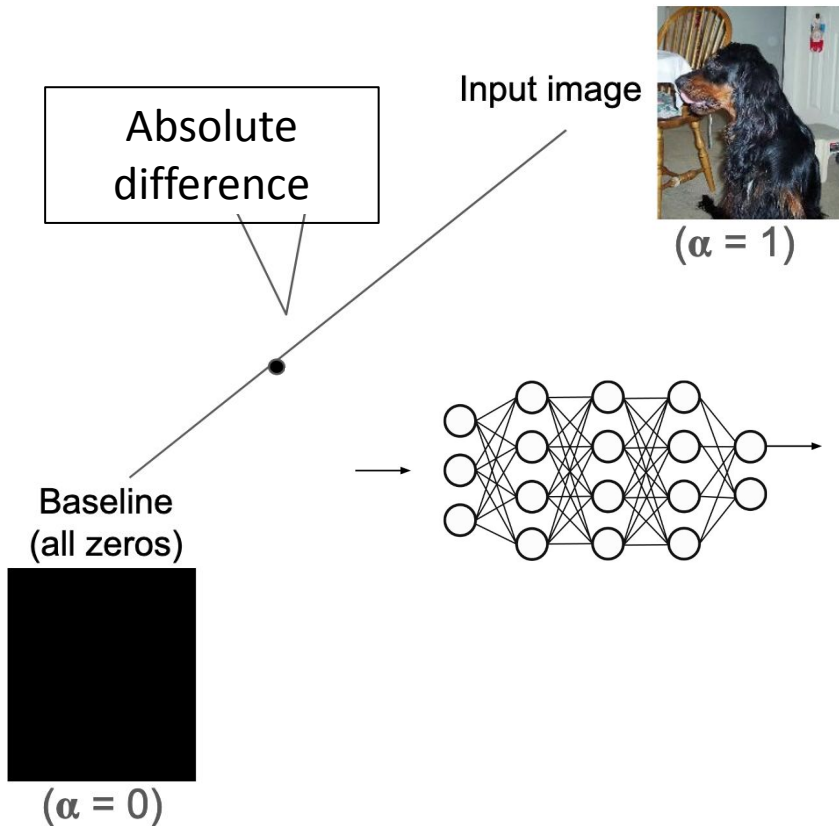 Input image
Absolute
difference
(α = 1)
Baseline
(all zeros)
(α = 0)